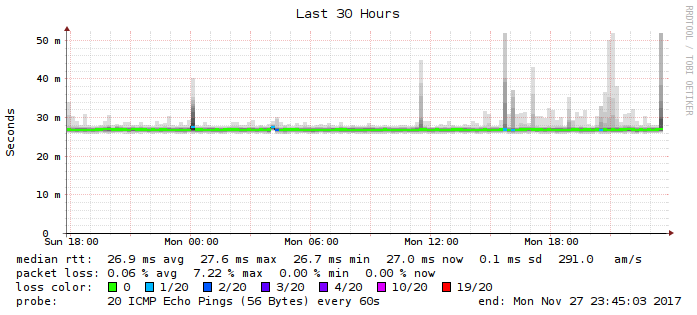 Last 30 Hours
RRDTOOL / TOBI OETIKER
Seconds
50 m
40 m
30 m
20 m
10 m
0
Sun 18:00 Mon 00:00 Mon 06:00 Mon 12:00 Mon 18:00
median rtt: 26.9 ms avg 27.6 ms max 26.7 ms min 27.0 ms now 0.1 ms sd 291.0 am/s
packet loss: 0.06 % avg 7.22 % max 0.00 % min 0.00 % now
loss color: 0 1/20 2/20 3/20 4/20 10/20 19/20
probe: 20 ICMP Echo Pings (56 Bytes) every 60s end: Mon Nov 27 23:45:03 2017